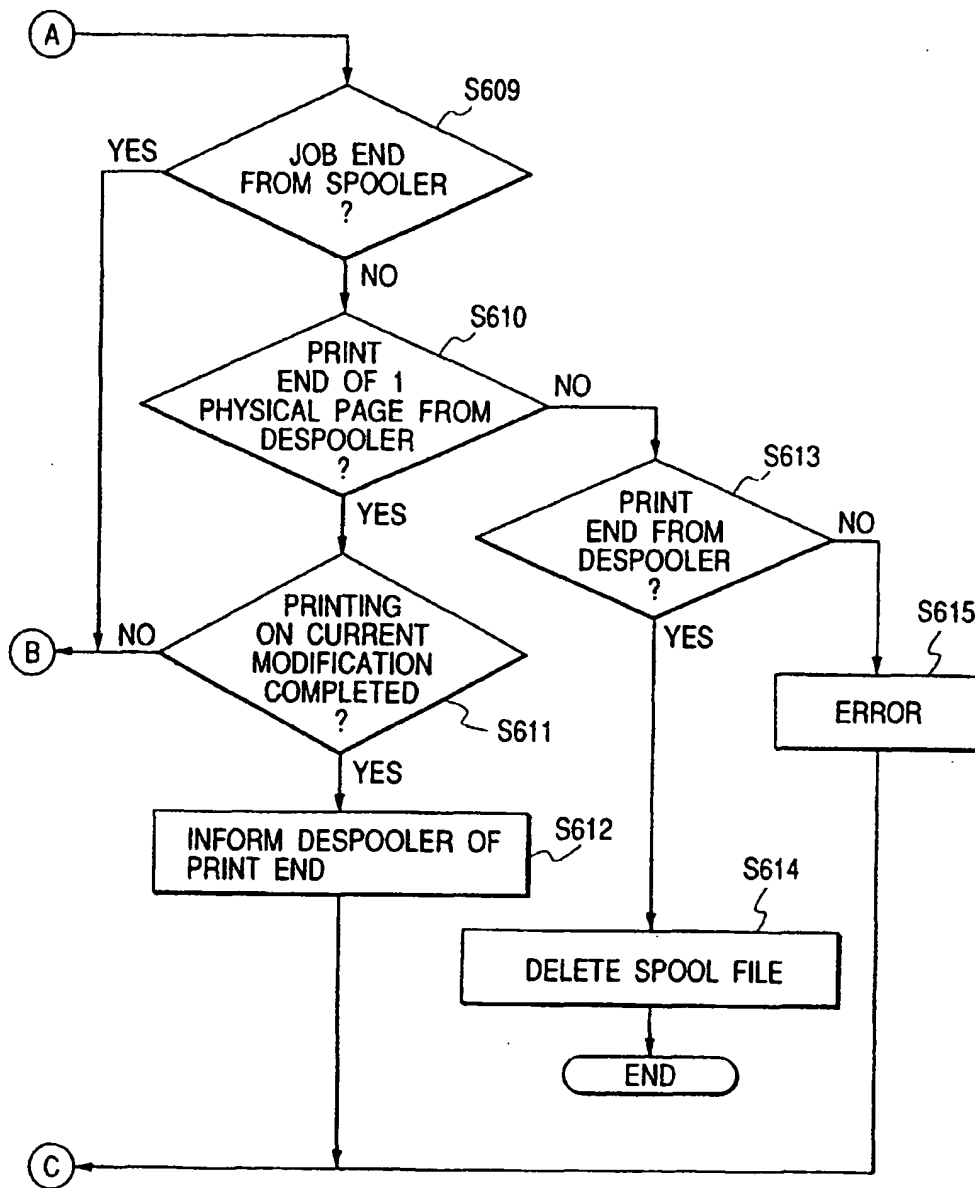 A
S609
YES
JOB END
FROM SPOOLER
?
NO
S610
PRINT
END OF 1
PHYSICAL PAGE FROM
DESPOOLER
?
NO
YES
S613
PRINT
END FROM
DESPOOLER
?
NO
YES
S615
ERROR
B
NO
PRINTING
ON CURRENT
MODIFICATION
COMPLETED
?
S611
YES
INFORM DESPOOLER OF
PRINT END
S612
S614
DELETE SPOOL FILE
END
C